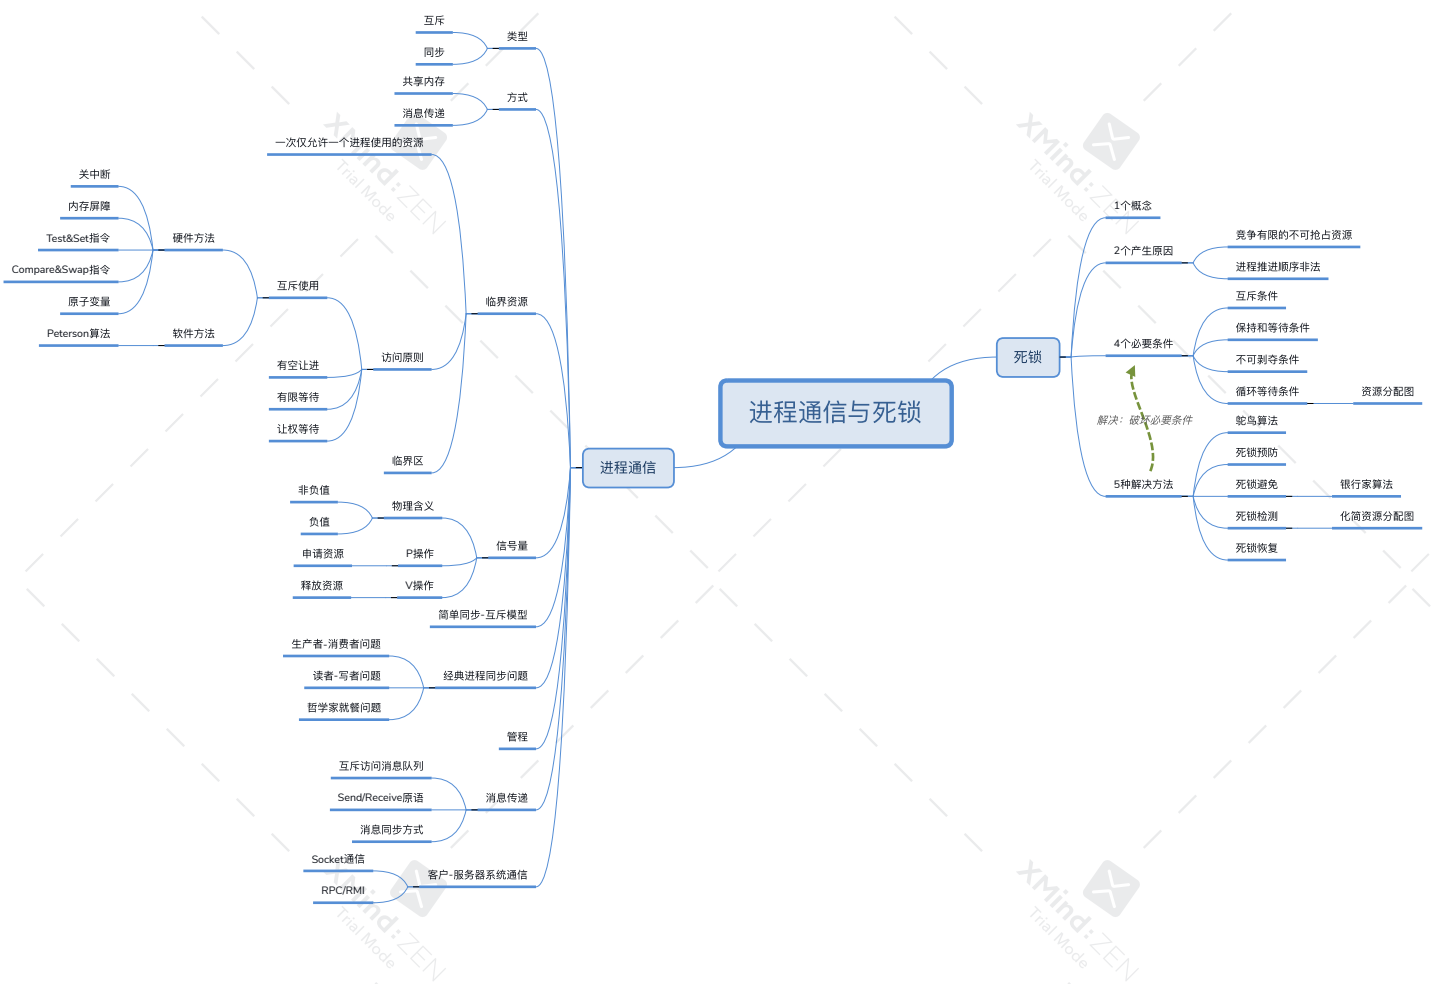 进程通信与死锁
进程通信
类型
互斥
同步
方式
共享内存
消息传递
临界资源
一次仅允许一个进程使用的资源
访问原则
互斥使用
硬件方法
关中断
内存屏障
Test&Set指令
Compare&Swap指令
原子变量
软件方法
Peterson算法
有空让进
有限等待
让权等待
临界区
信号量
物理含义
非负值
负值
P操作
申请资源
V操作
释放资源
简单同步-互斥模型
经典进程同步问题
生产者-消费者问题
读者-写者问题
哲学家就餐问题
管程
消息传递
互斥访问消息队列
Send/Receive原语
消息同步方式
客户-服务器系统通信
Socket通信
RPC/RMI
死锁
1个概念
2个产生原因
竞争有限的不可抢占资源
进程推进顺序非法
4个必要条件
互斥条件
保持和等待条件
不可剥夺条件
循环等待条件
资源分配图
解决：破坏必要条件
5种解决方法
鸵鸟算法
死锁预防
死锁避免
银行家算法
死锁检测
化简资源分配图
死锁恢复
XMind:ZEN
Trial Mode
XMind:ZEN
Trial Mode
XMind:ZEN
Trial Mode
XMind:ZEN
Trial Mode